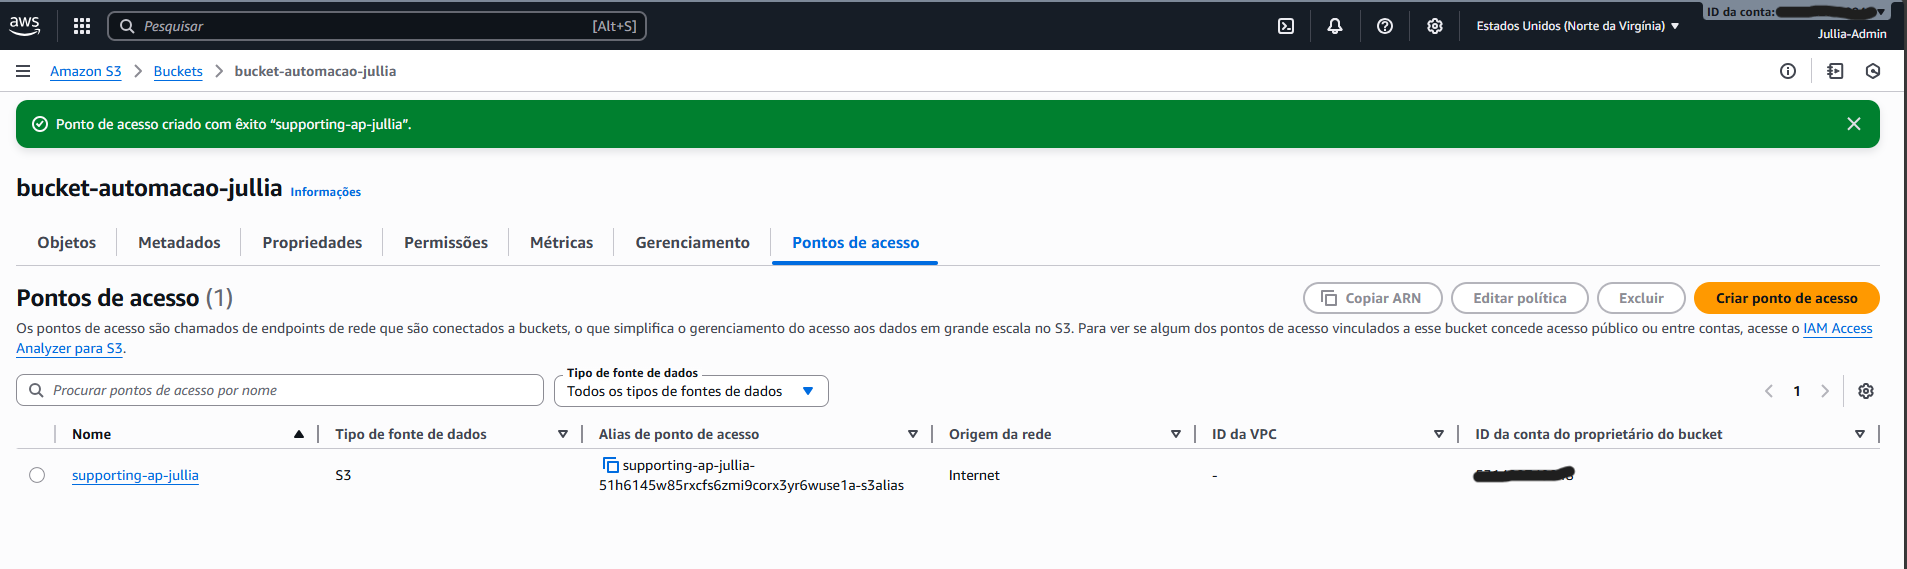 aws
Pesquisar [Alt+S]
Estados Unidos (Norte da Virgínia)
ID da conta:
Jullia-Admin
Amazon S3 Buckets bucket-automacao-jullia
Ponto de acesso criado com êxito “supporting-ap-jullia”.
bucket-automacao-jullia Informações
Objetos Metadados Propriedades Permissões Métricas Gerenciamento Pontos de acesso
Pontos de acesso (1)
Copiar ARN Editar política Excluir Criar ponto de acesso
Os pontos de acesso são chamados de endpoints de rede que são conectados a buckets, o que simplifica o gerenciamento do acesso aos dados em grande escala no S3. Para ver se algum dos pontos de acesso vinculados a esse bucket concede acesso público ou entre contas, acesse o IAM Access
Analyzer para S3.
Procurar pontos de acesso por nome
Tipo de fonte de dados
Todos os tipos de fontes de dados
1
Nome Tipo de fonte de dados Alias de ponto de acesso Origem da rede ID da VPC ID da conta do proprietário do bucket
supporting-ap-jullia S3 supporting-ap-jullia- Internet -
51h6145w85rxcfs6zmi9corx3yr6wuse1a-s3alias